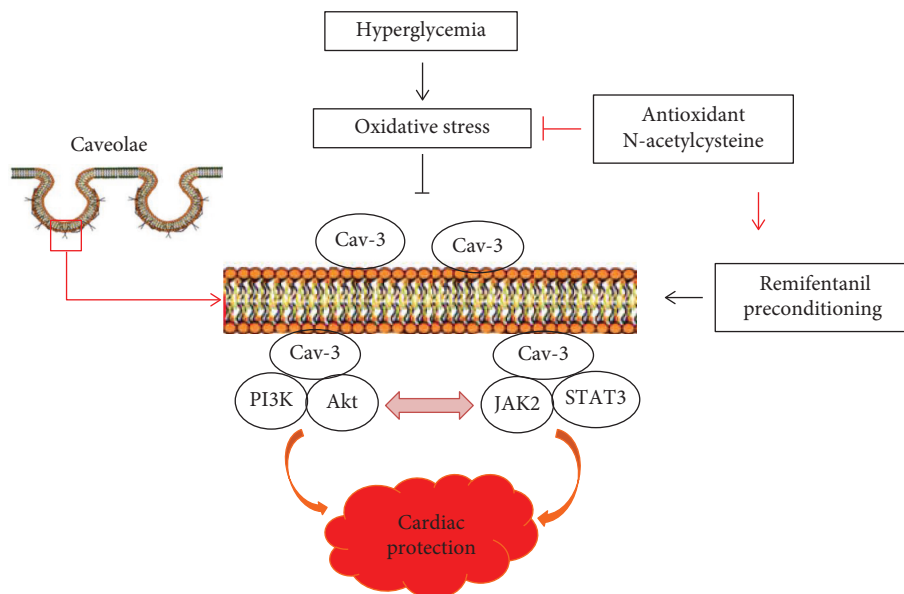 Hyperglycemia
Oxidative stress
Antioxidant
N-acetylcysteine
Caveolae
Cav-3
Cav-3
Remifentanil
preconditioning
Cav-3
Cav-3
PI3K
Akt
JAK2
STAT3
Cardiac
protection